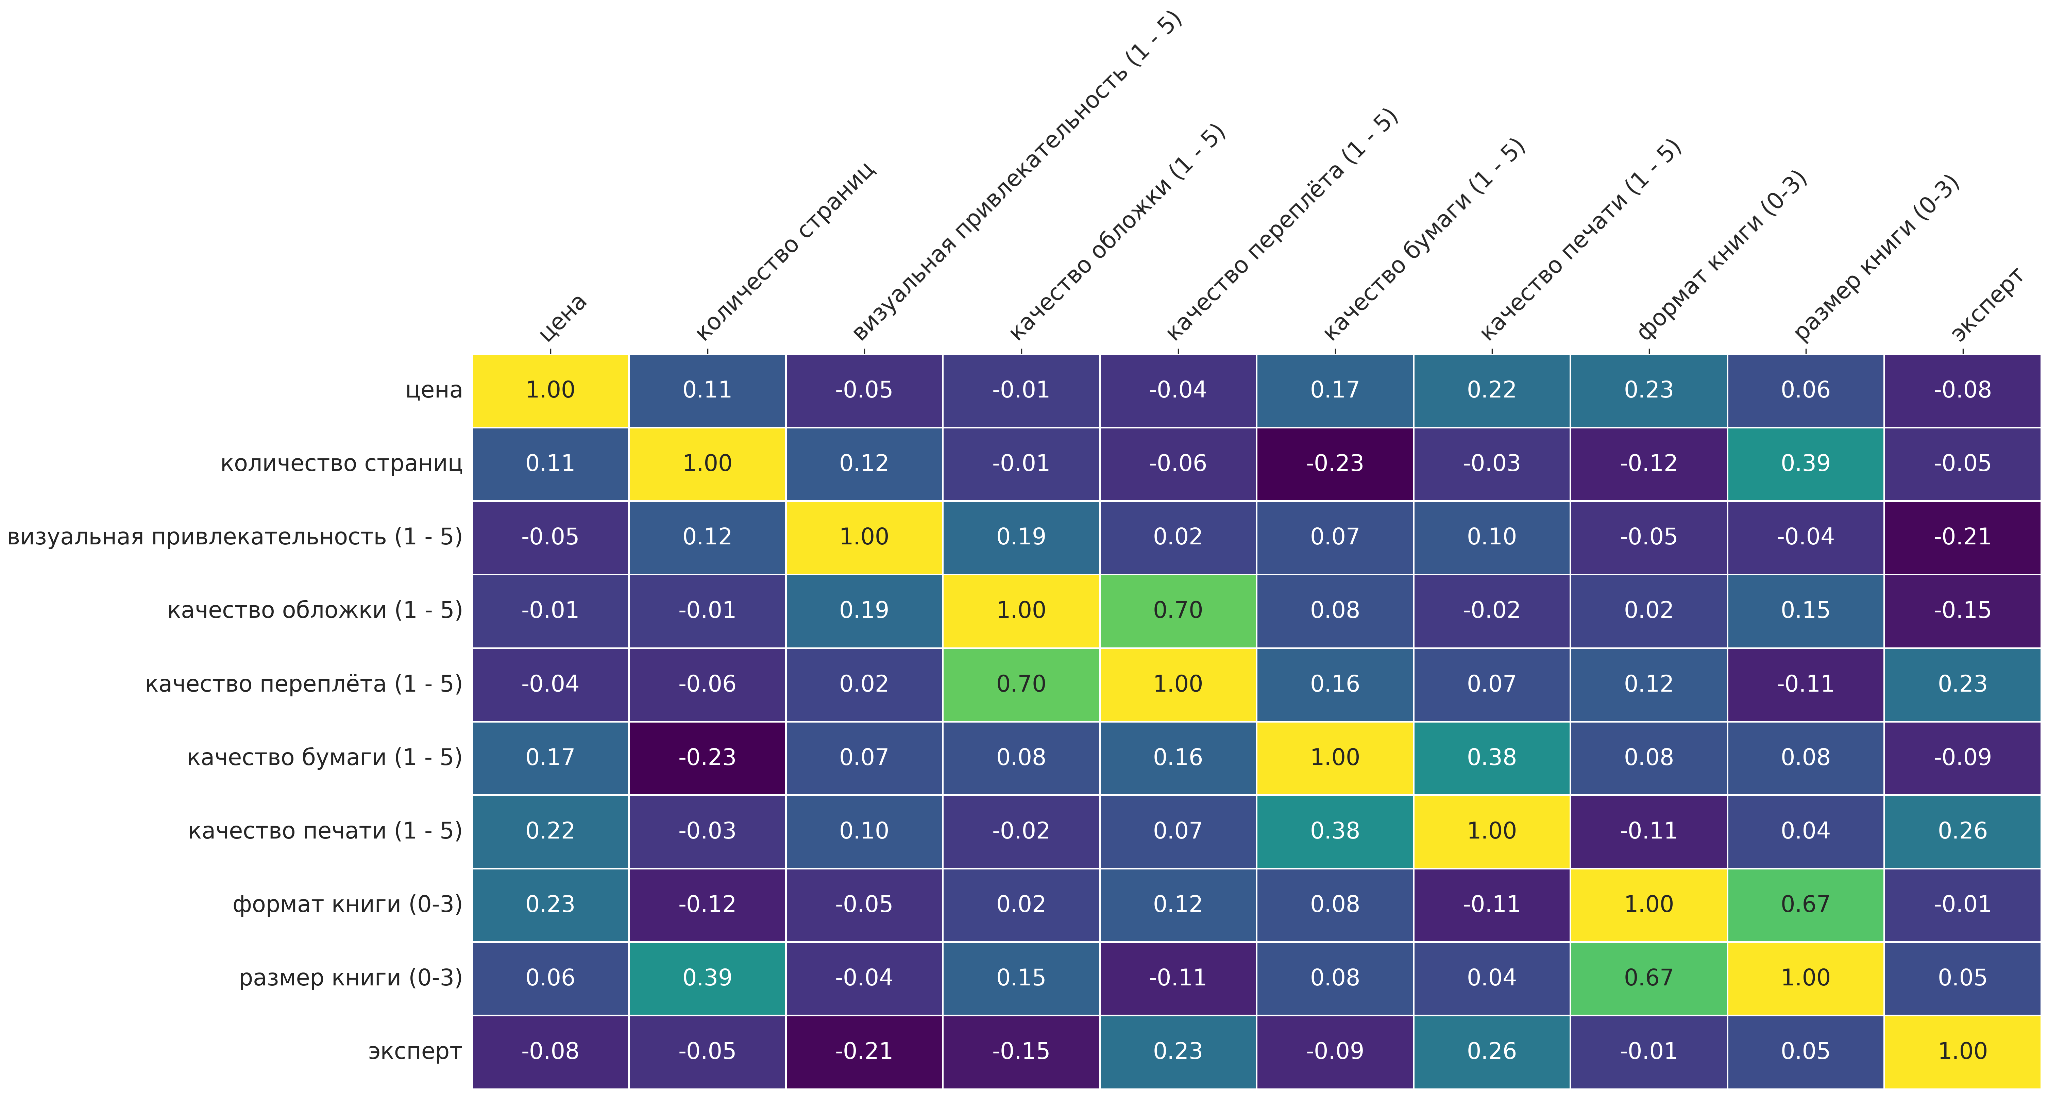 цена
количество страниц
визуальная привлекательность (1 - 5)
качество обложки (1 - 5)
качество переплёта (1 - 5)
качество бумаги (1 - 5)
качество печати (1 - 5)
формат книги (0-3)
размер книги (0-3)
эксперт
цена 1.00 0.11 -0.05 -0.01 -0.04 0.17 0.22 0.23 0.06 -0.08
количество страниц 0.11 1.00 0.12 -0.01 -0.06 -0.23 -0.03 -0.12 0.39 -0.05
визуальная привлекательность (1 - 5) -0.05 0.12 1.00 0.19 0.02 0.07 0.10 -0.05 -0.04 -0.21
качество обложки (1 - 5) -0.01 -0.01 0.19 1.00 0.70 0.08 -0.02 0.02 0.15 -0.15
качество переплёта (1 - 5) -0.04 -0.06 0.02 0.70 1.00 0.16 0.07 0.12 -0.11 0.23
качество бумаги (1 - 5) 0.17 -0.23 0.07 0.08 0.16 1.00 0.38 0.08 0.08 -0.09
качество печати (1 - 5) 0.22 -0.03 0.10 -0.02 0.07 0.38 1.00 -0.11 0.04 0.26
формат книги (0-3) 0.23 -0.12 -0.05 0.02 0.12 0.08 -0.11 1.00 0.67 -0.01
размер книги (0-3) 0.06 0.39 -0.04 0.15 -0.11 0.08 0.04 0.67 1.00 0.05
эксперт -0.08 -0.05 -0.21 -0.15 0.23 -0.09 0.26 -0.01 0.05 1.00